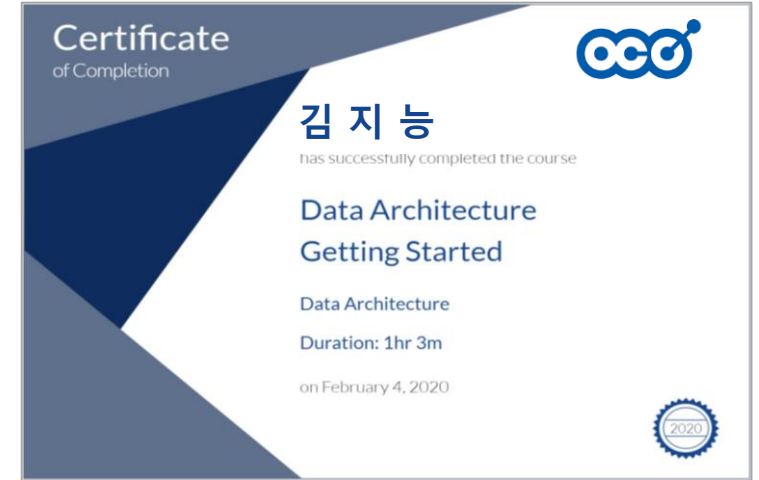 Certificate
of Completion
oco
김 지 능
has successfully completed the course
Data Architecture
Getting Started
Data Architecture
Duration: 1hr 3m
on February 4, 2020
2020